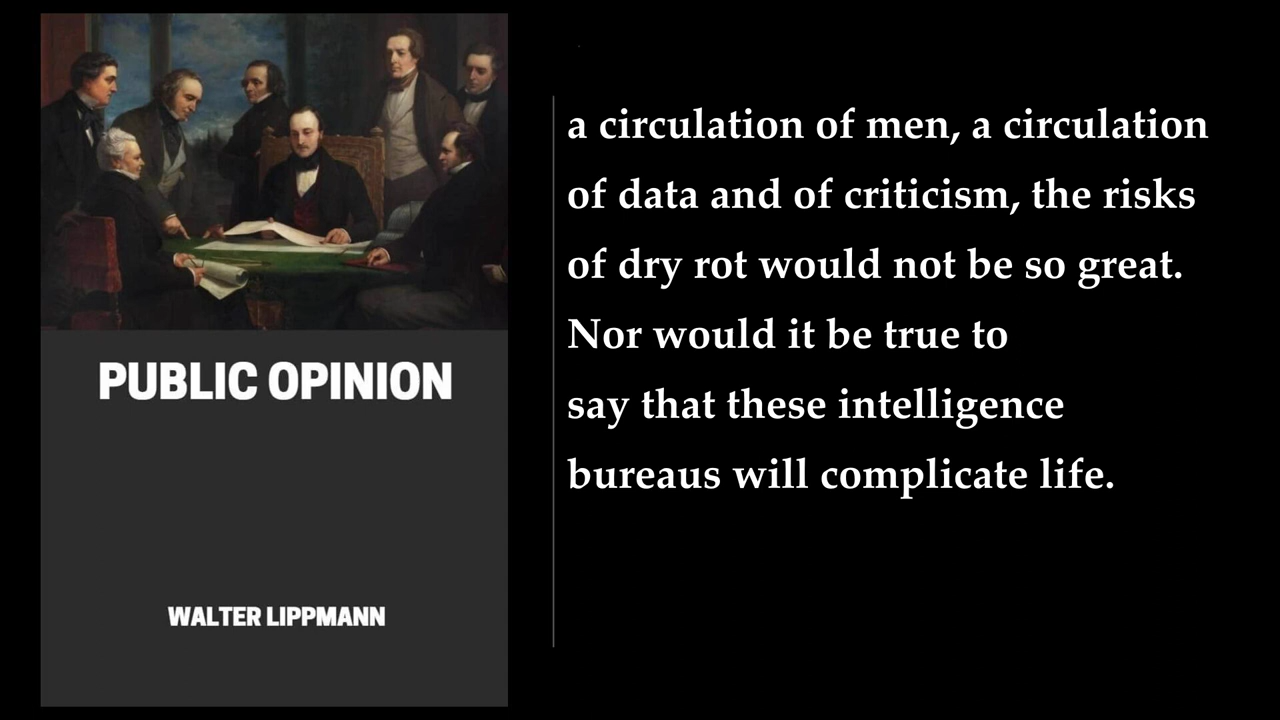 PUBLIC OPINION
WALTER LIPPMANN
a circulation of men, a circulation
of data and of criticism, the risks
of dry rot would not be so great.
Nor would it be true to
say that these intelligence
bureaus will complicate life.